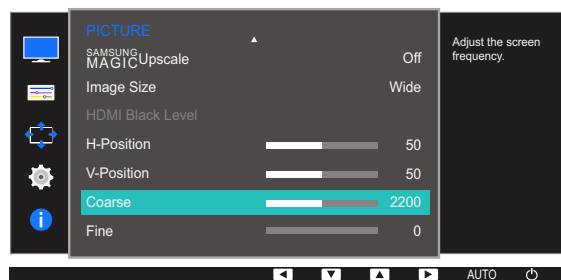 PICTURE
SAMSUNG
MAGIC Upscale Off
Image Size Wide
HDMI Black Level
H-Position 50
V-Position 50
Coarse 2200
Fine 0
Adjust the screen
frequency.
AUTO